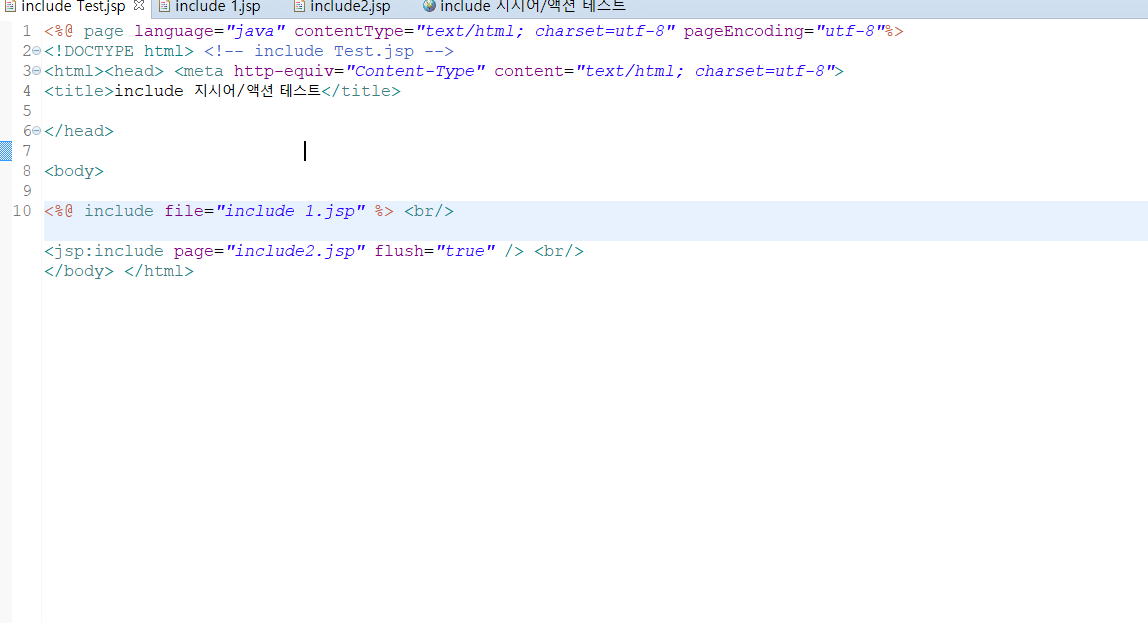 include Test.jsp include 1.jsp include2.jsp include 지시어/액션 테스트
1 <%@ page language="java" contentType="text/html; charset=utf-8" pageEncoding="utf-8"%>
2 <!DOCTYPE html> <!-- include Test.jsp -->
3 <html><head> <meta http-equiv="Content-Type" content="text/html; charset=utf-8">
4 <title>include 지시어/액션 테스트</title>
5
6 </head>
7
8 <body>
9
10 <%@ include file="include 1.jsp" %> <br/>
<jsp:include page="include2.jsp" flush="true" /> <br/>
</body> </html>